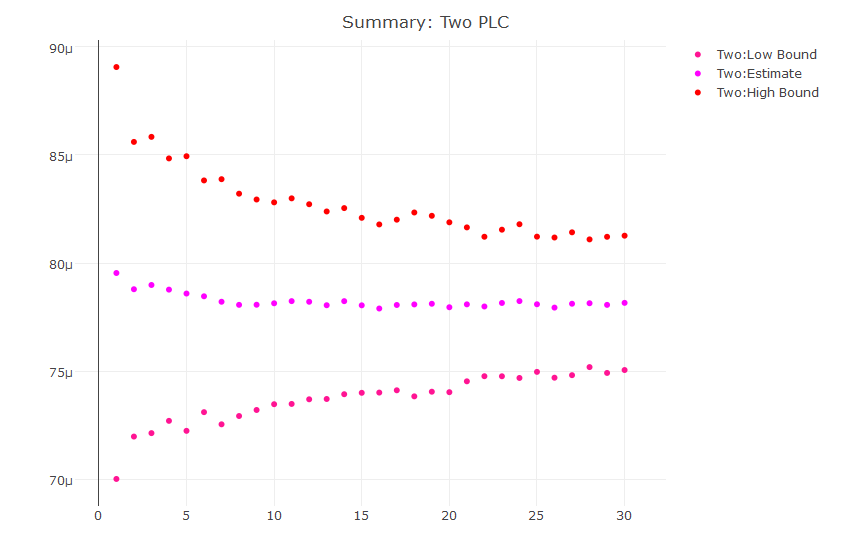 Summary: Two PLC
90μ
85μ
80μ
75μ
70μ
0 5 10 15 20 25 30
Two:Low Bound
Two:Estimate
Two:High Bound